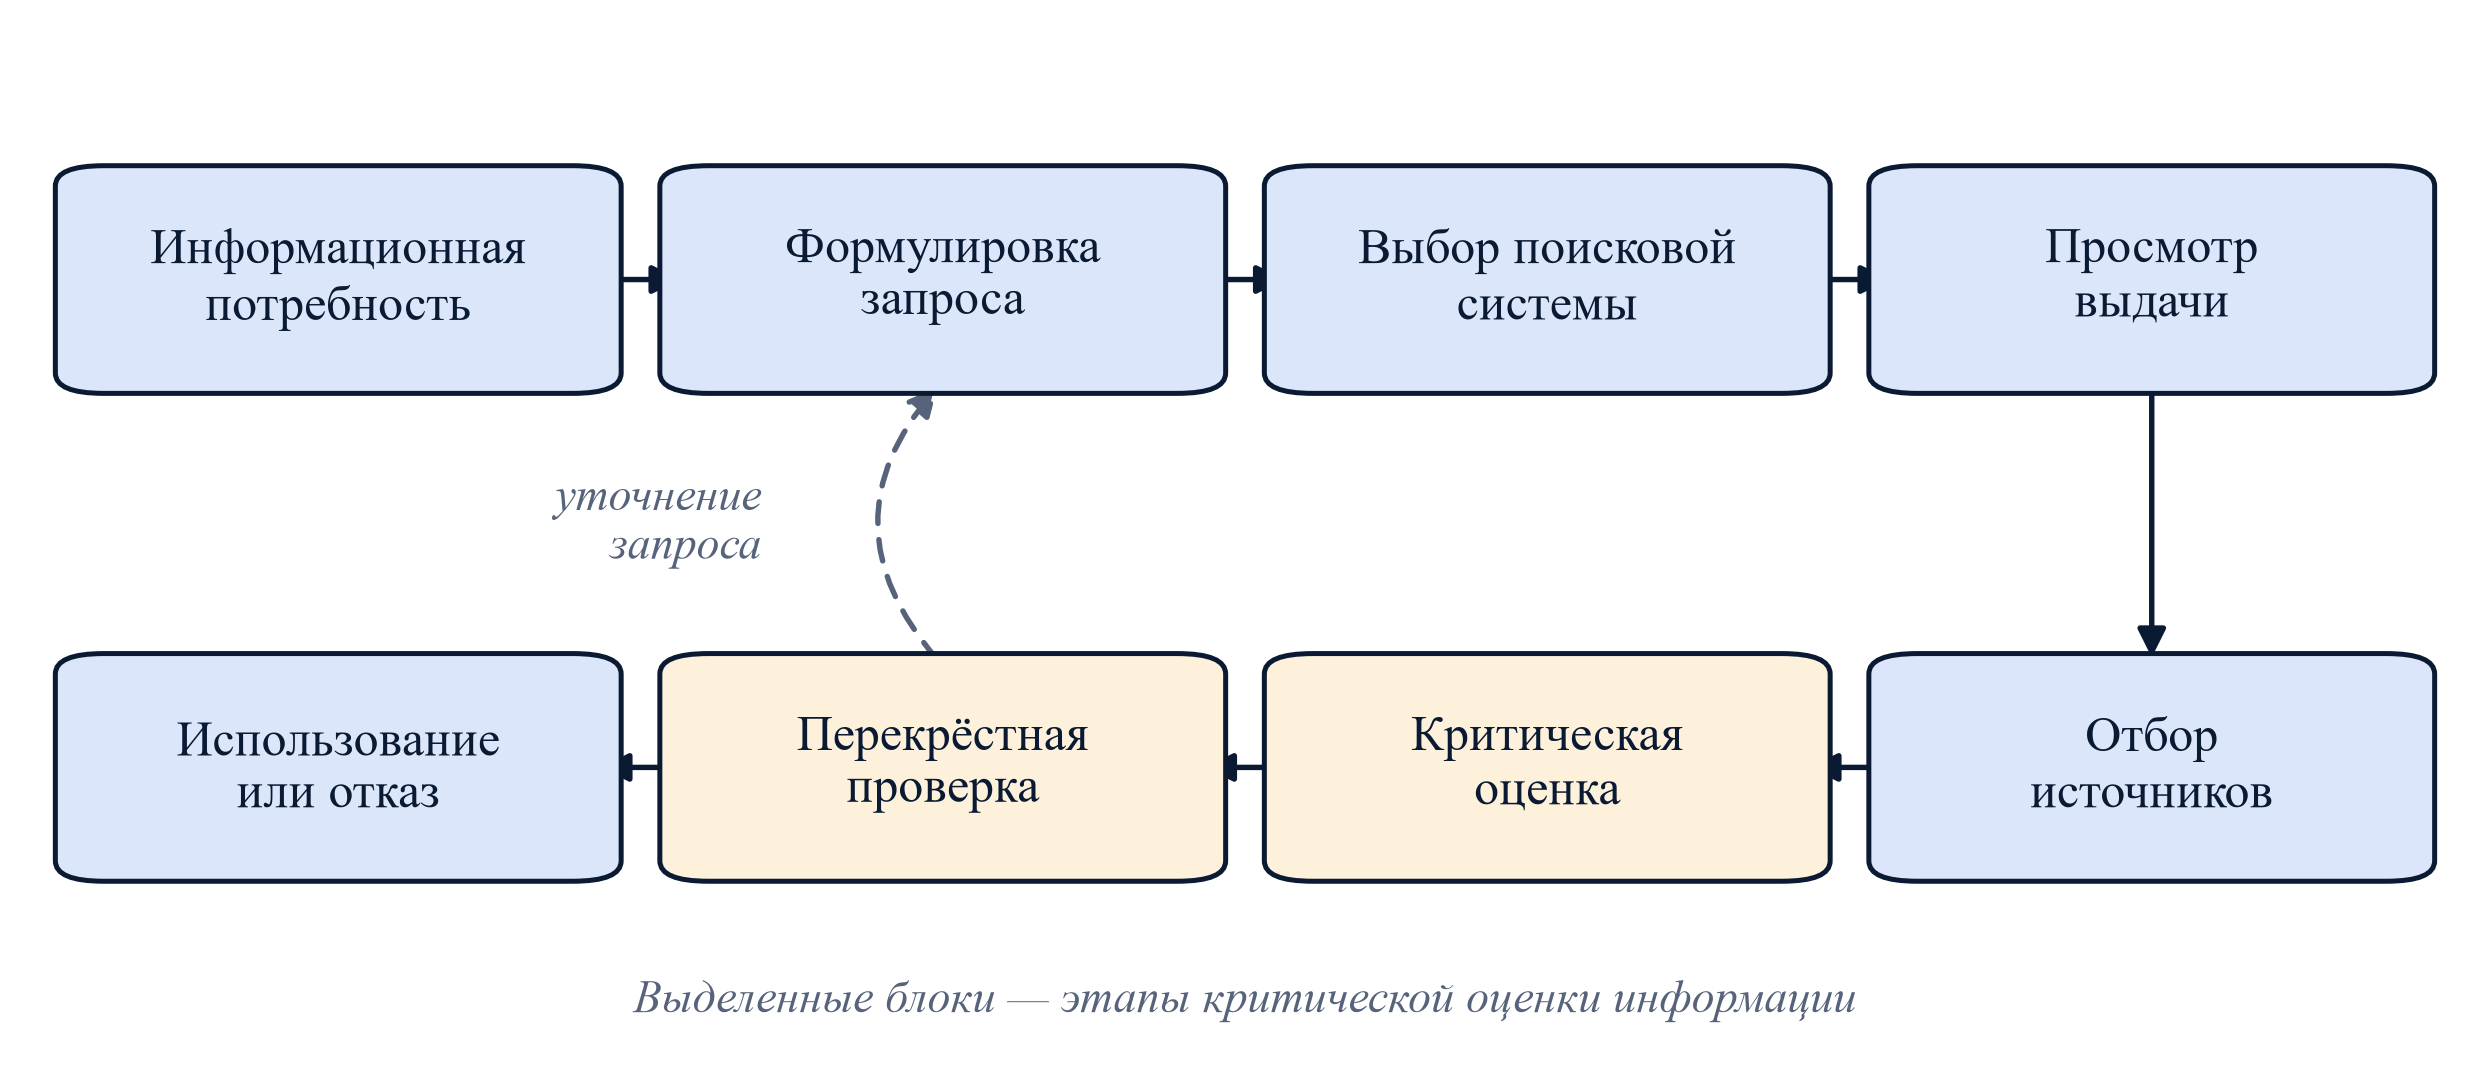 Информационная
потребность
Формулировка
запроса
Выбор поисковой
системы
Просмотр
выдачи
уточнение
запроса
Использование
или отказ
Перекрёстная
проверка
Критическая
оценка
Отбор
источников
Выделенные блоки — этапы критической оценки информации